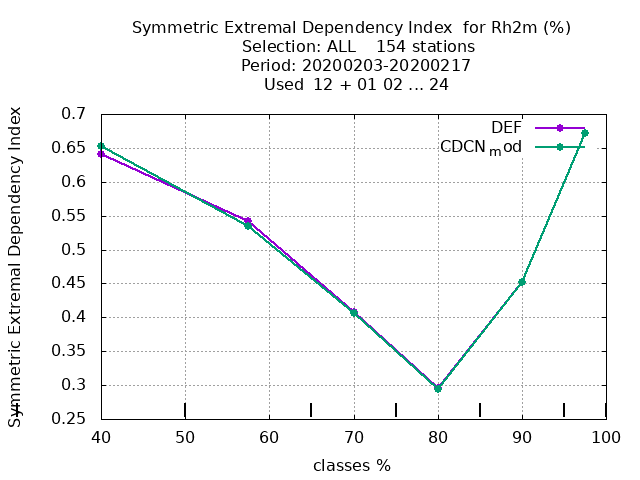 Symmetric Extremal Dependency Index  for Rh2m (%)
Selection: ALL    154 stations
Period: 20200203-20200217
Used  12 + 01 02 ... 24
Symmetric Extremal Dependency Index
0.7
0.65
0.6
0.55
0.5
0.45
0.4
0.35
0.3
0.25
DEF
CDCNmod
40 50 60 70 80 90 100
classes %